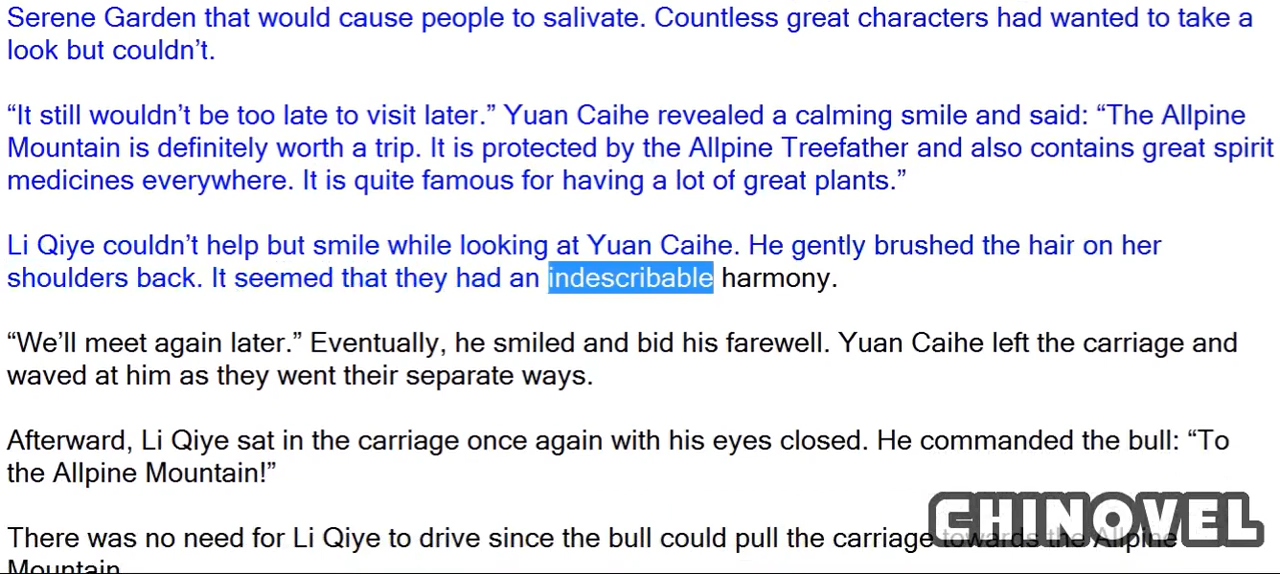 Serene Garden that would cause people to salivate. Countless great characters had wanted to take a
look but couldn’t.
“It still wouldn’t be too late to visit later.” Yuan Caihe revealed a calming smile and said: “The Allpine
Mountain is definitely worth a trip. It is protected by the Allpine Treefather and also contains great spirit
medicines everywhere. It is quite famous for having a lot of great plants.”
Li Qiye couldn’t help but smile while looking at Yuan Caihe. He gently brushed the hair on her
shoulders back. It seemed that they had an indescribable harmony.
“We’ll meet again later.” Eventually, he smiled and bid his farewell. Yuan Caihe left the carriage and
waved at him as they went their separate ways.
Afterward, Li Qiye sat in the carriage once again with his eyes closed. He commanded the bull: “To
the Allpine Mountain!”
There was no need for Li Qiye to drive since the bull could pull the carriage towards the Allpine
Mountain
CHINOVEL